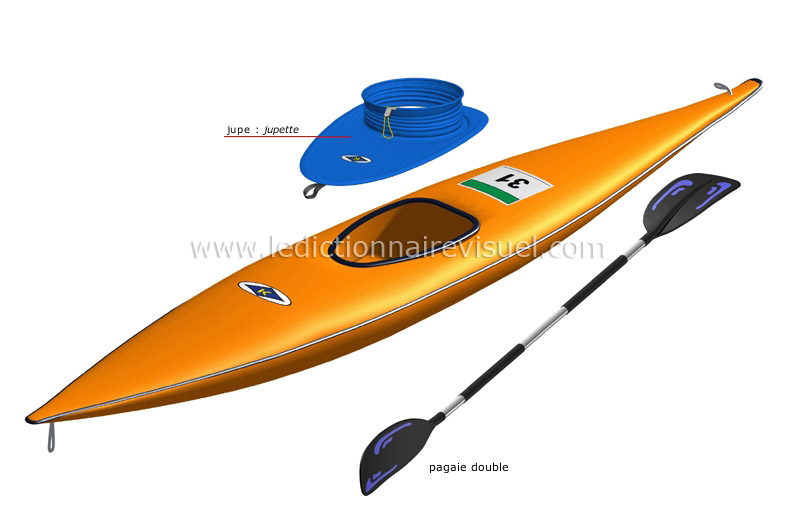 jupe : jupette
31
www.ledictionnairevisuel.com
K
pagaie double